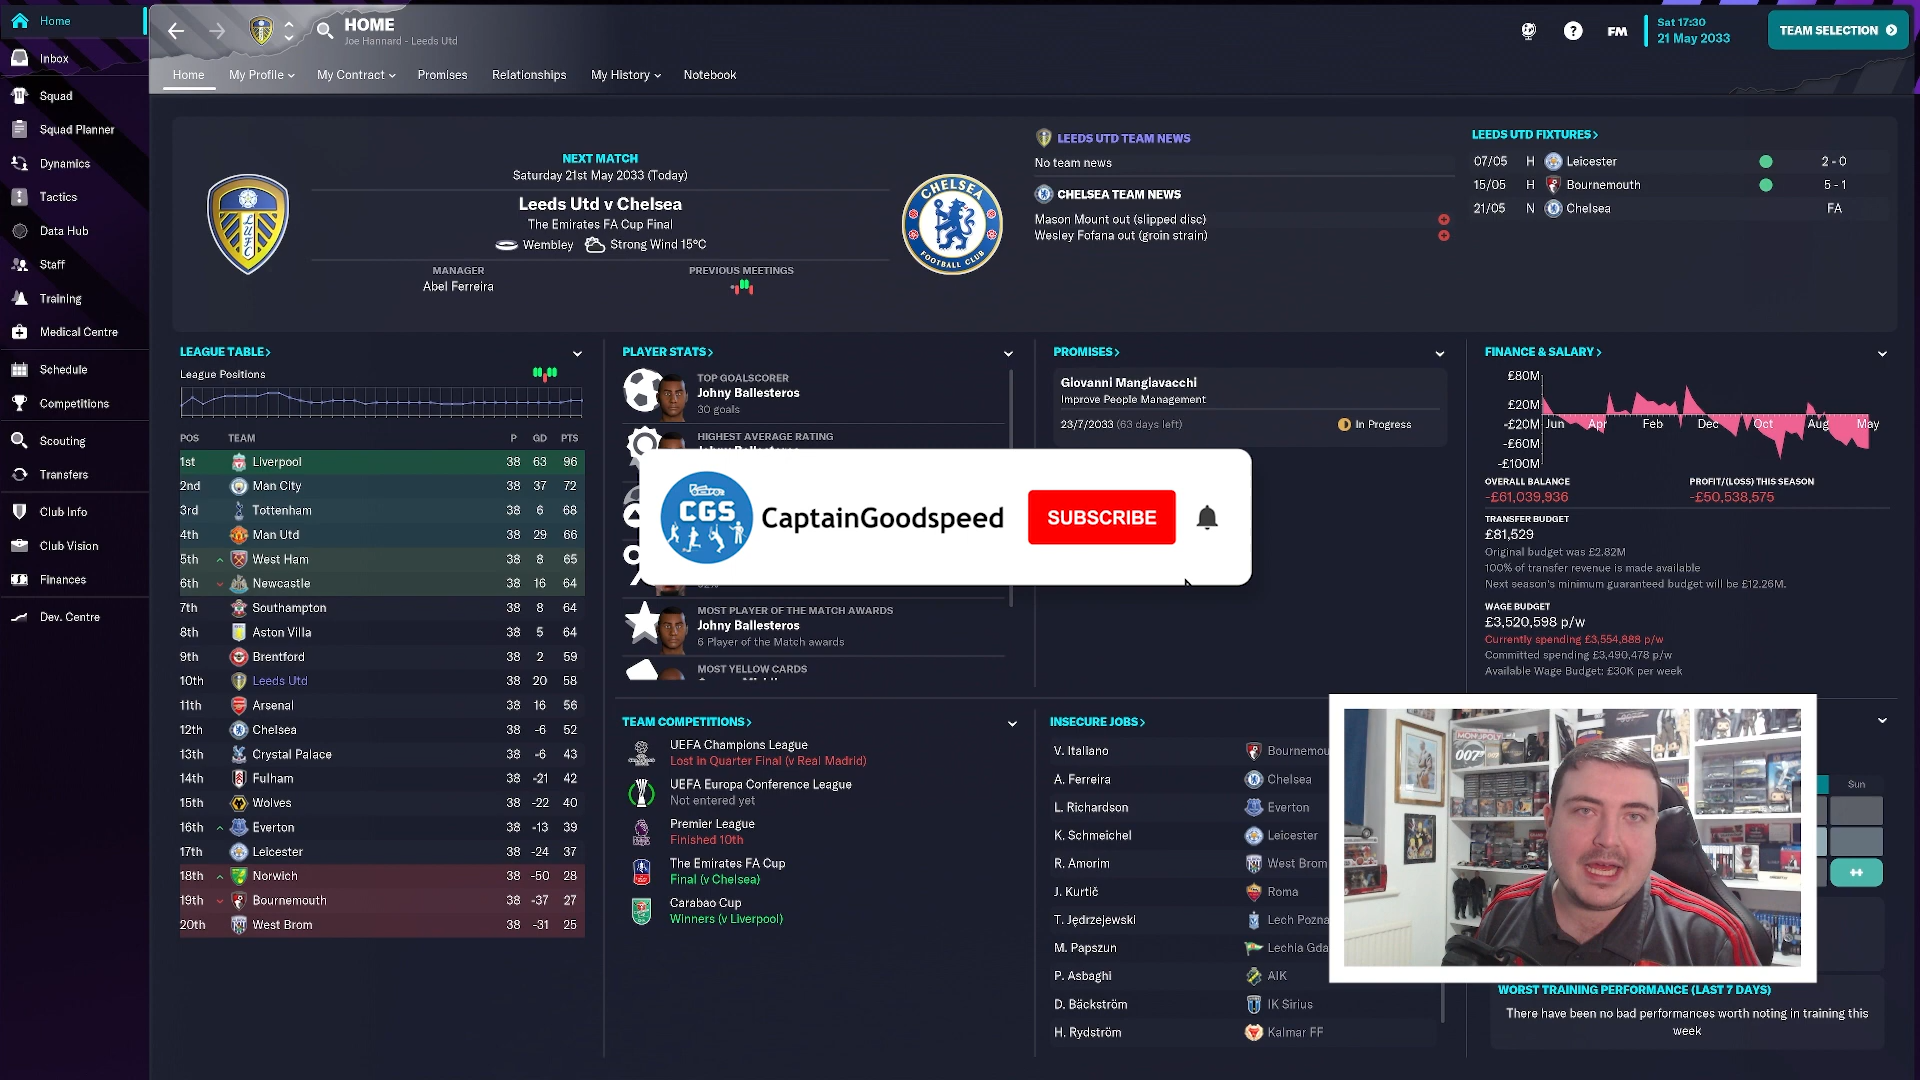 Home
Inbox
Squad
Squad Planner
Dynamics
Tactics
Data Hub
Staff
Training
Medical Centre
Schedule
Competitions
Scouting
Transfers
Club Info
Club Vision
Finances
Dev. Centre
HOME
Joe Hannard - Leeds Utd
FM
Sat 17:30
21 May 2033
TEAM SELECTION
Home My Profile My Contract Promises Relationships My History Notebook
NEXT MATCH
Saturday 21st May 2033 (Today)
Leeds Utd v Chelsea
The Emirates FA Cup Final
Wembley Strong Wind 15°C
MANAGER
Abel Ferreira
PREVIOUS MEETINGS
CHELSEA
FOOTBALL CLUB
LEEDS UTD TEAM NEWS
No team news
CHELSEA TEAM NEWS
Mason Mount out (slipped disc)
Wesley Fofana out (groin strain)
LEEDS UTD FIXTURES>
07/05 H Leicester 2 - 0
15/05 H Bournemouth 5 - 1
21/05 N Chelsea FA
LEAGUE TABLE>
League Positions
POS TEAM P GD PTS
1st Liverpool 38 63 96
2nd Man City 38 37 72
3rd Tottenham 38 6 68
4th Man Utd 38 29 66
5th West Ham 38 8 65
6th Newcastle 38 16 64
7th Southampton 38 8 64
8th Aston Villa 38 5 64
9th Brentford 38 2 59
10th Leeds Utd 38 20 58
11th Arsenal 38 16 56
12th Chelsea 38 -6 52
13th Crystal Palace 38 -6 43
14th Fulham 38 -21 42
15th Wolves 38 -22 40
16th Everton 38 -13 39
17th Leicester 38 -24 37
18th Norwich 38 -50 28
19th Bournemouth 38 -37 27
20th West Brom 38 -31 25
PLAYER STATS>
TOP GOALSCORER
Johny Ballesteros
30 goals
HIGHEST AVERAGE RATING
MOST PLAYER OF THE MATCH AWARDS
Johny Ballesteros
6 Player of the Match awards
MOST YELLOW CARDS
CGS
CaptainGoodspeed
SUBSCRIBE
PROMISES>
Giovanni Mangiavacchi
Improve People Management
23/7/2033 (63 days left) In Progress
FINANCE & SALARY>
£80M
£20M
-£20M
-£60M
-£100M
Jun Apr Feb Dec Oct Aug May
OVERALL BALANCE
-£61,039,936
PROFIT/(LOSS) THIS SEASON
-£50,538,575
TRANSFER BUDGET
£81,529
Original budget was £2.82M
100% of transfer revenue is made available
Next season's minimum guaranteed budget will be £12.26M.
WAGE BUDGET
£3,520,598 p/w
Currently spending £3,554,888 p/w
Committed spending £3,490,478 p/w
Available Wage Budget: £30K per week
TEAM COMPETITIONS>
UEFA Champions League
Lost in Quarter Final (v Real Madrid)
UEFA Europa Conference League
Not entered yet
Premier League
Finished 10th
The Emirates FA Cup
Final (v Chelsea)
Carabao Cup
Winners (v Liverpool)
INSECURE JOBS>
V. Italiano Bournemou
A. Ferreira Chelsea
L. Richardson Everton
K. Schmeichel Leicester
R. Amorim West Brom
J. Kurtič Roma
T. Jędrzejewski Lech Pozna
M. Papszun Lechia Gda
P. Asbaghi AIK
D. Bäckström IK Sirius
H. Rydström Kalmar FF
Sun
MONOPOLY
007
WORST TRAINING PERFORMANCE (LAST 7 DAYS)
There have been no bad performances worth noting in training this
week